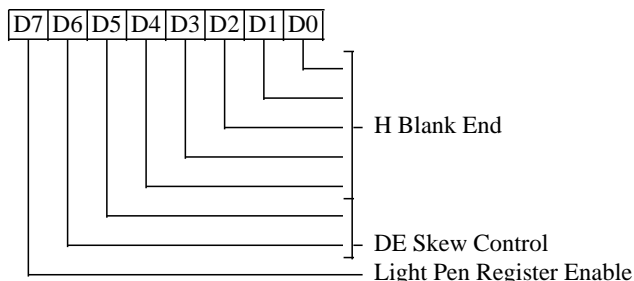 D7 D6 D5 D4 D3 D2 D1 D0
H Blank End
DE Skew Control
Light Pen Register Enable